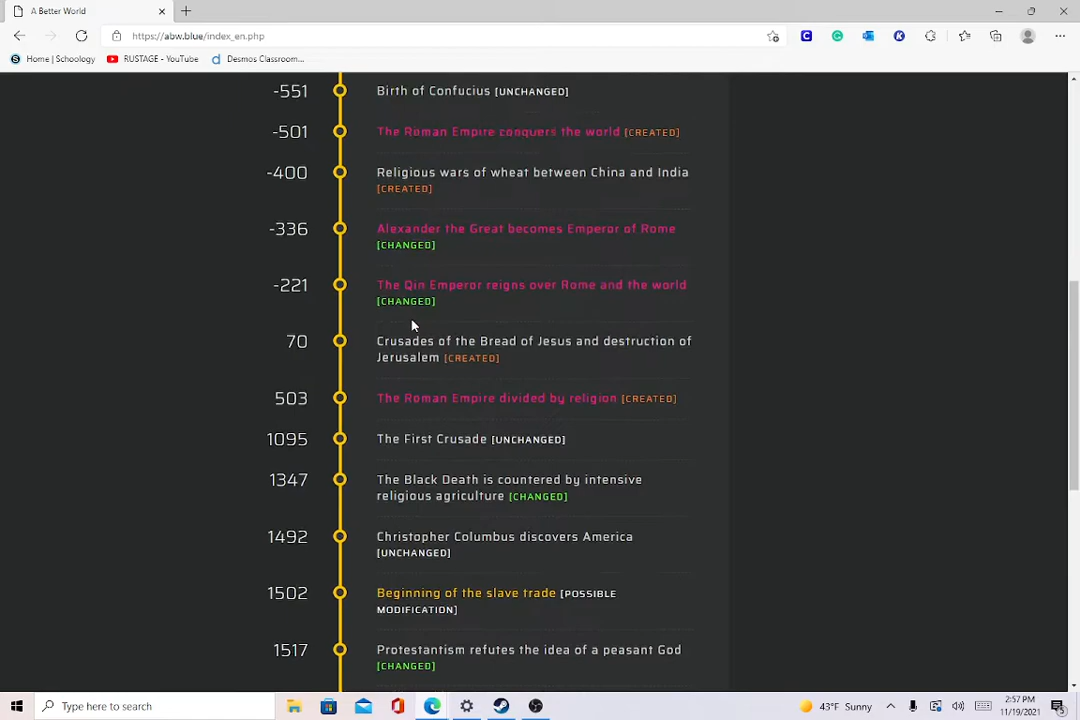 A Better World
https://abw.blue/index_en.php
Home | Schoology
RUSTAGE - YouTube
Desmos Classroom...
-551 Birth of Confucius [UNCHANGED]
-501 The Roman Empire conquers the world [CREATED]
-400 Religious wars of wheat between China and India
[CREATED]
-336 Alexander the Great becomes Emperor of Rome
[CHANGED]
-221 The Qin Emperor reigns over Rome and the world
[CHANGED]
70 Crusades of the Bread of Jesus and destruction of
Jerusalem [CREATED]
503 The Roman Empire divided by religion [CREATED]
1095 The First Crusade [UNCHANGED]
1347 The Black Death is countered by intensive
religious agriculture [CHANGED]
1492 Christopher Columbus discovers America
[UNCHANGED]
1502 Beginning of the slave trade [POSSIBLE
MODIFICATION]
1517 Protestantism refutes the idea of a peasant God
[CHANGED]
Type here to search
43°F Sunny
2:57 PM
11/19/2021